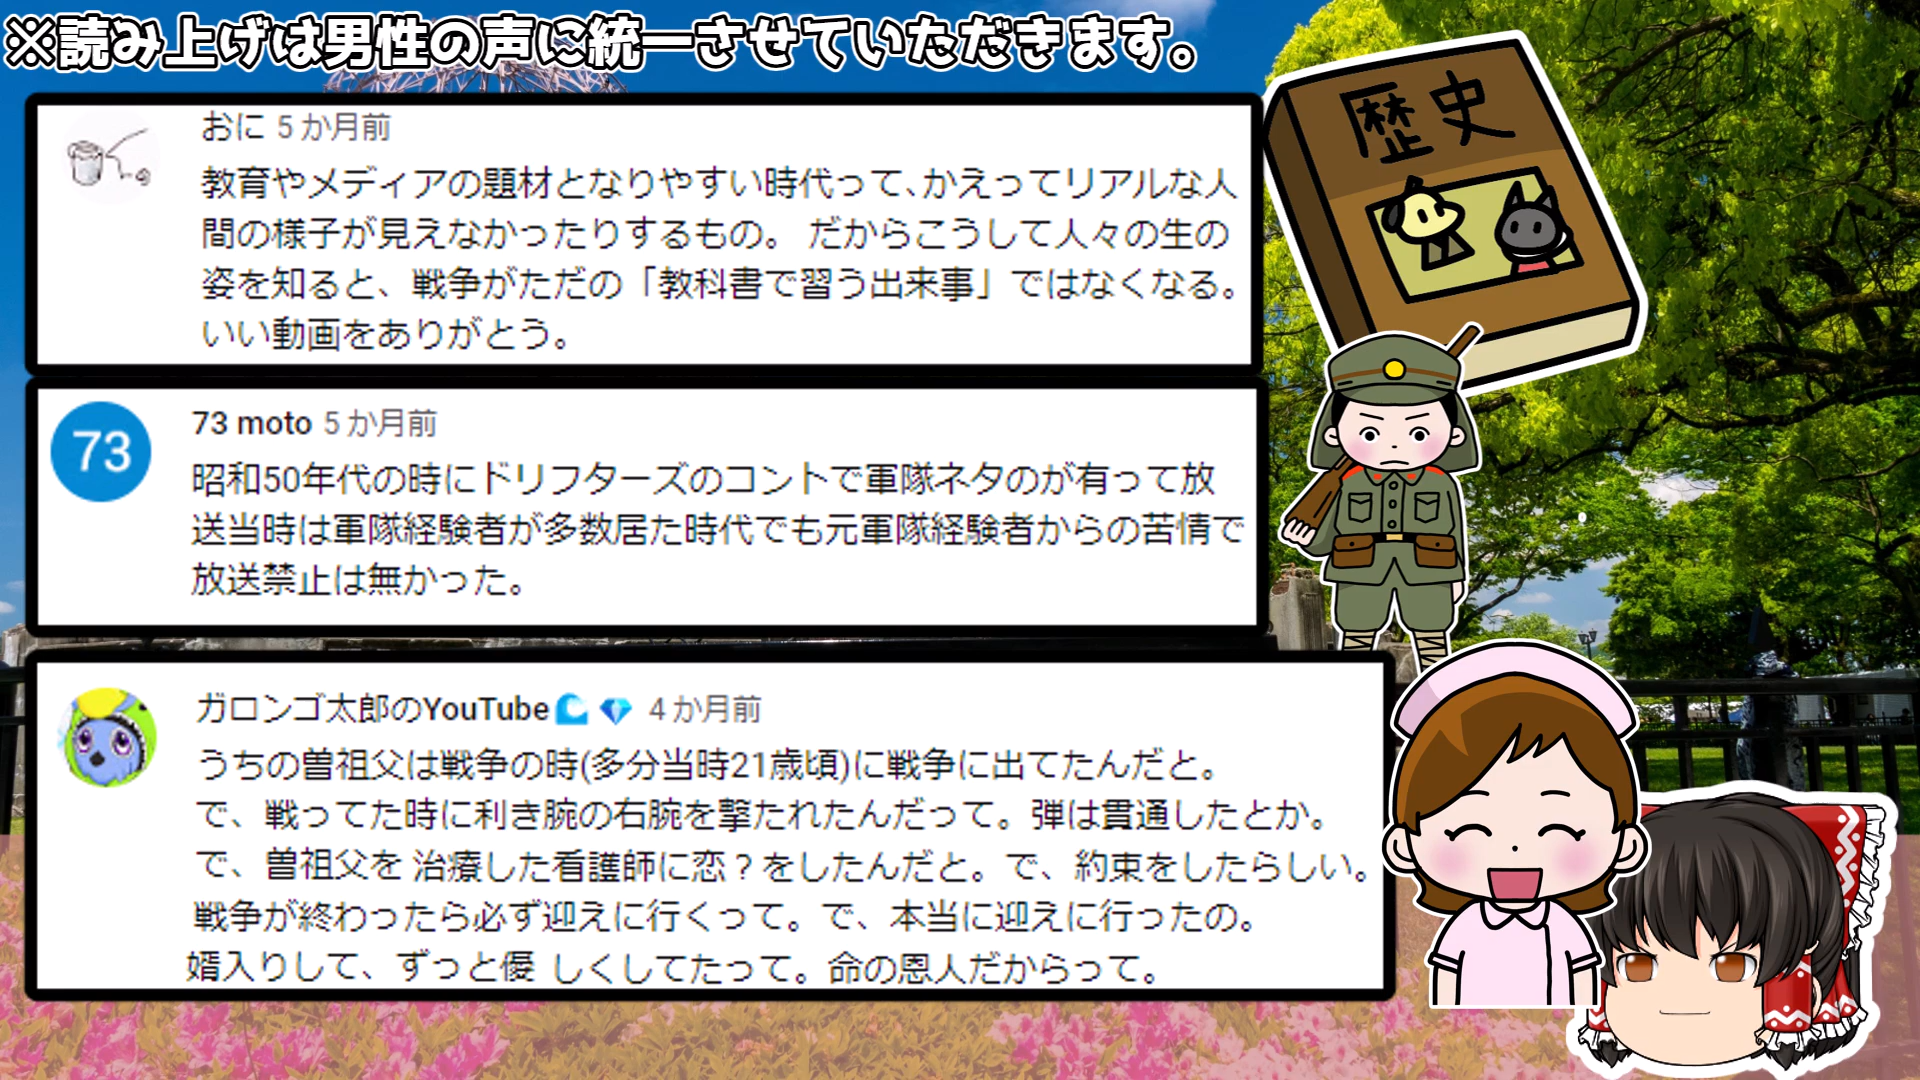 ※読み上げは男性の声に統一させていただきます。
おに 5 か月前
教育やメディアの題材となりやすい時代って、かえってリアルな人
間の様子が見えなかったりするもの。 だからこうして人々の生の
姿を知ると、戦争がただの「教科書で習う出来事」ではなくなる。
いい動画をありがとう。
73
73 moto 5 か月前
昭和50年代の時にドリフターズのコントで軍隊ネタのが有って放
送当時は軍隊経験者が多数居た時代でも元軍隊経験者からの苦情で
放送禁止は無かった。
ガロンゴ太郎のYouTube🌊💎 4 か月前
うちの曽祖父は戦争の時(多分当時21歳頃)に戦争に出てたんだと。
で、戦ってた時に利き腕の右腕を撃たれたんだって。弾は貫通したとか。
で、曽祖父を 治療した看護師に恋？をしたんだと。で、約束をしたらしい。
戦争が終わったら必ず迎えに行くって。で、本当に迎えに行ったの。
婿入りして、ずっと優 しくしてたって。命の恩人だからって。
歴史